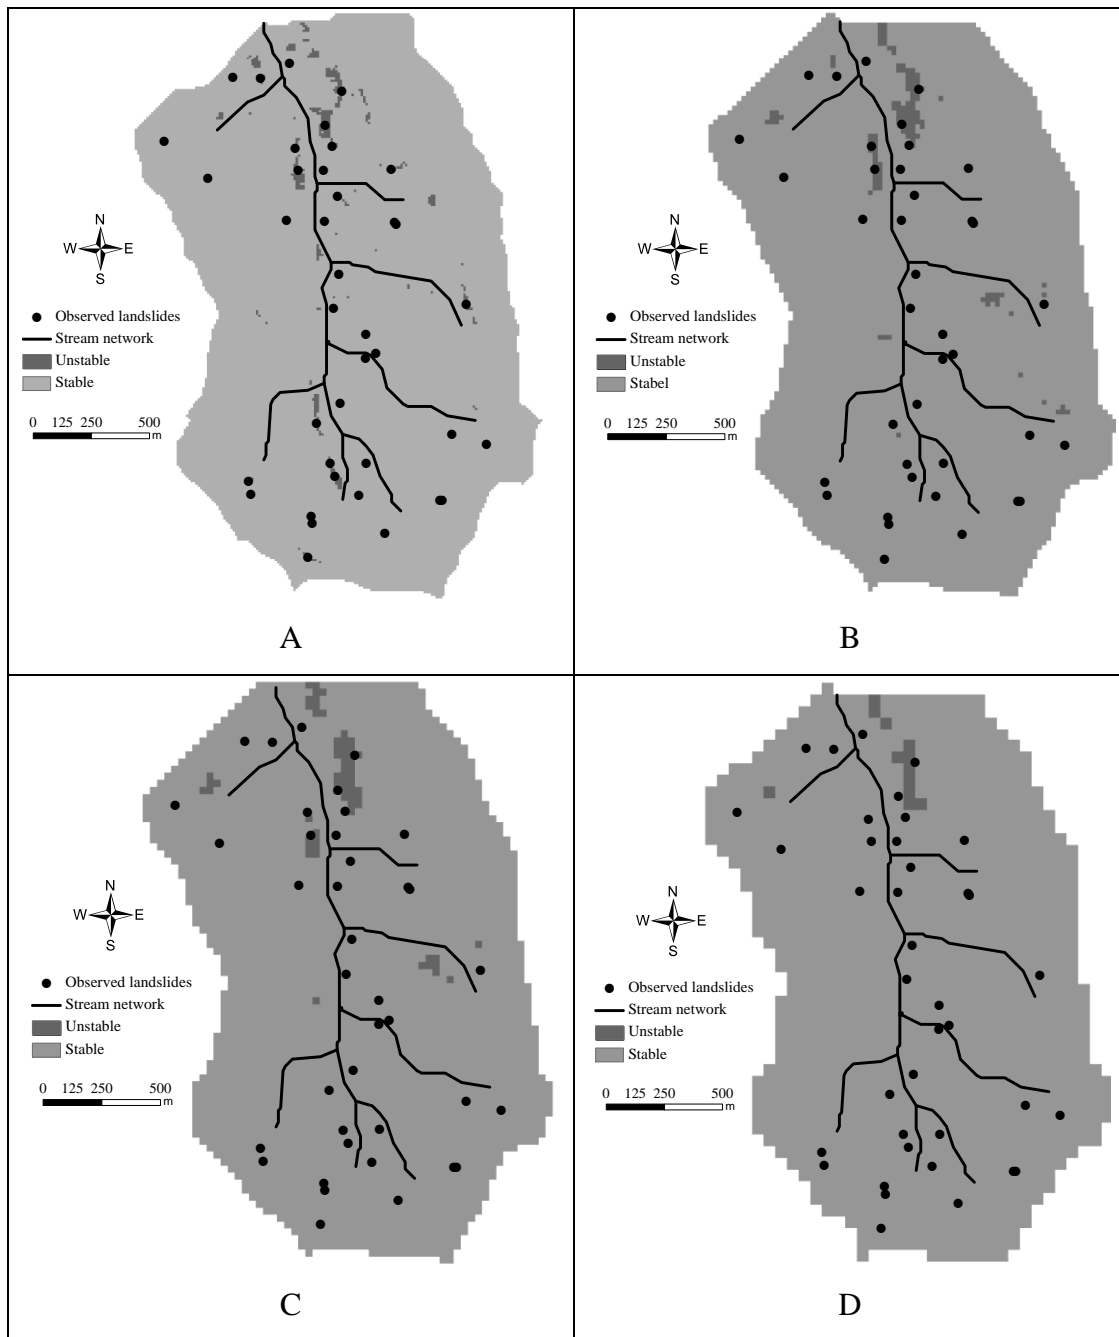 N
W E
S
Observed landslides
Stream network
Unstable
Stable
0 125 250 500
m
A
N
W E
S
Observed landslides
Stream network
Unstable
Stabel
0 125 250 500
m
B
N
W E
S
Observed landslides
Stream network
Unstable
Stable
0 125 250 500
m
C
N
W E
S
Observed landslides
Stream network
Unstable
Stable
0 125 250 500
m
D